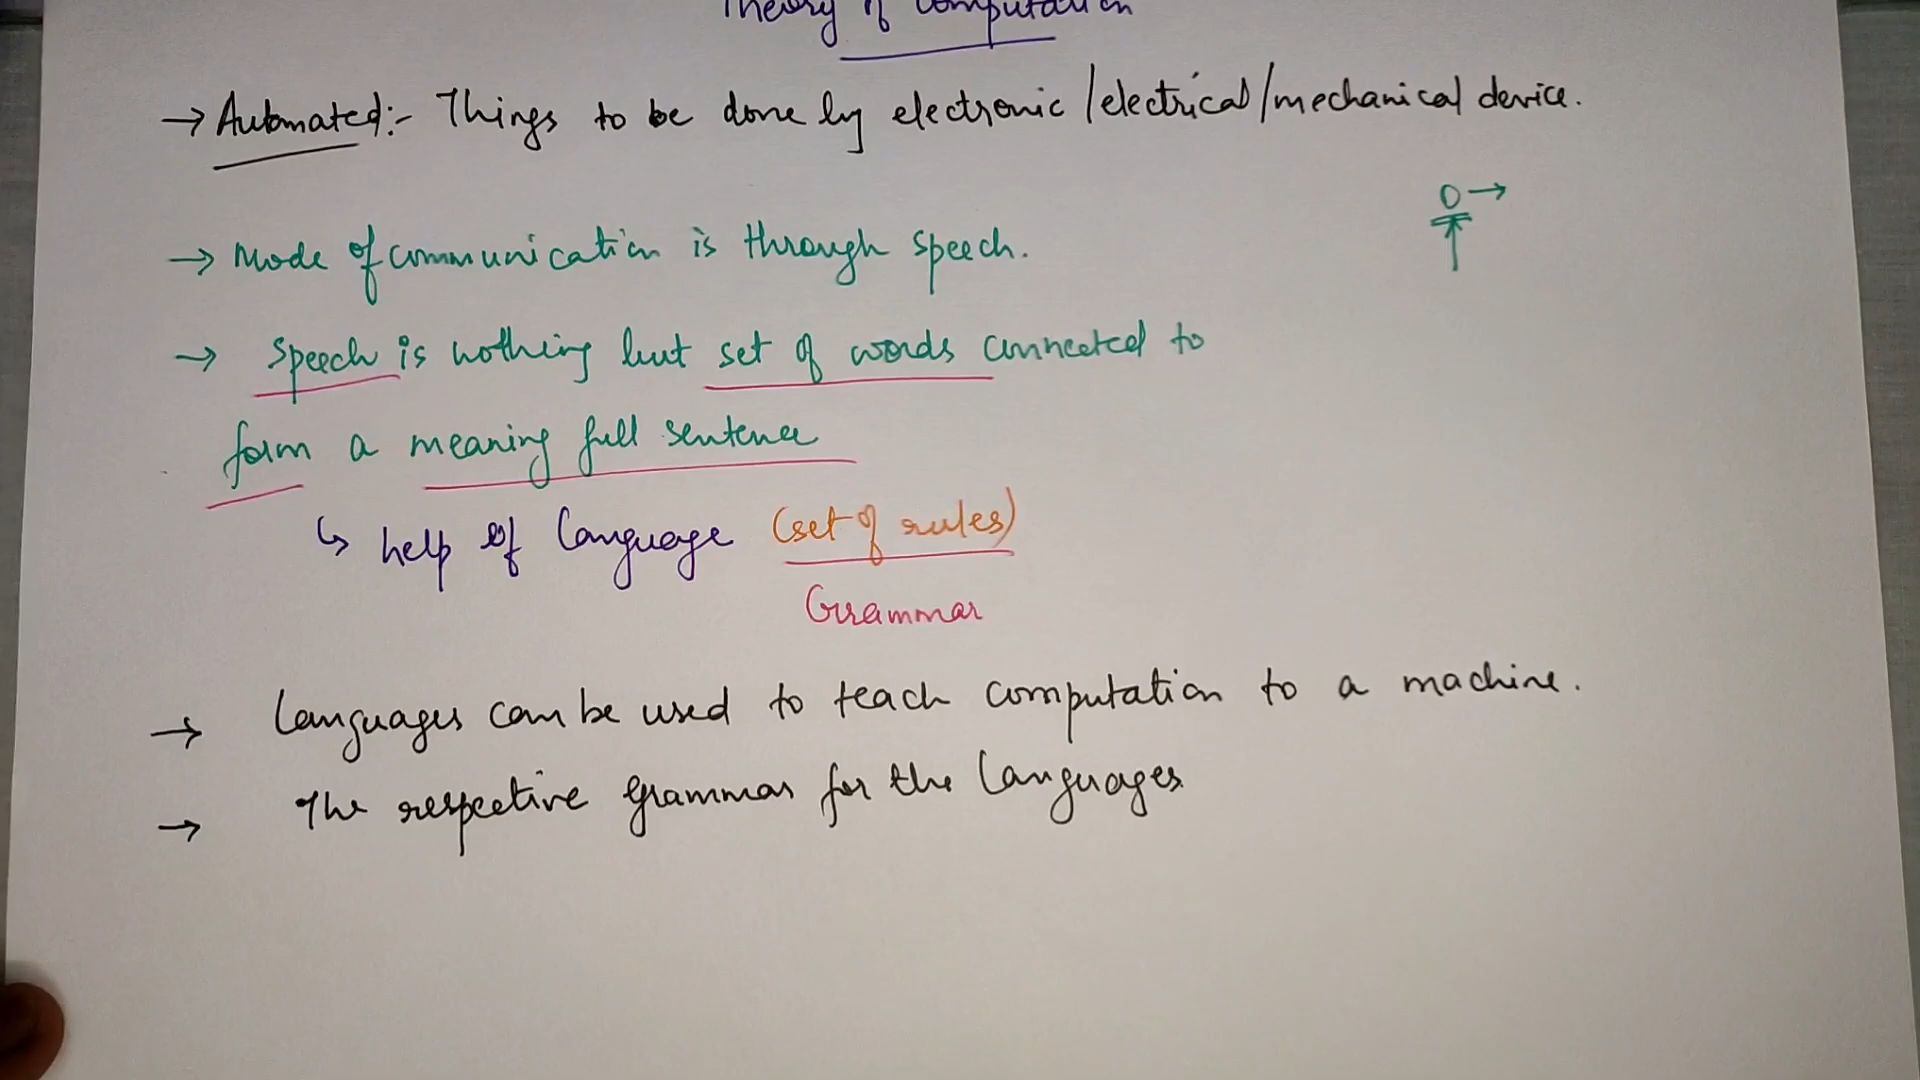 Theory of Computation
→ Automated:- Things to be done by electronic/electrical/mechanical device.
→ Mode of communication is through speech.
→ Speech is nothing but set of words connected to
form a meaning full sentence
↳ help of language (set of rules)
Grammar
→ Languages can be used to teach computation to a machine.
→ The respective grammar for the languages